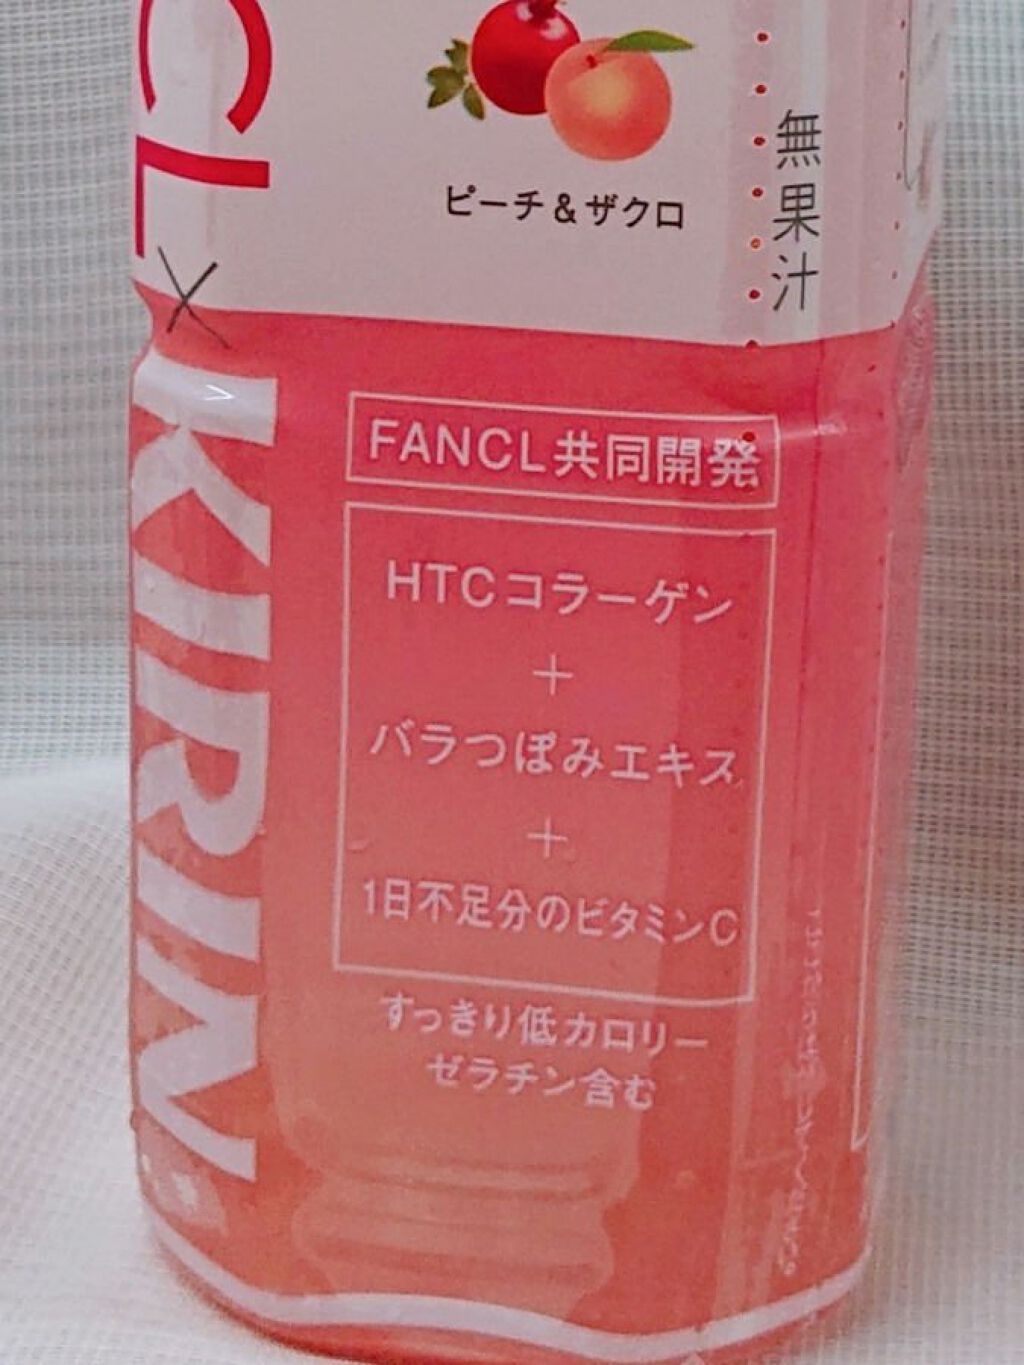 CL×KIRIN
ピーチ&ザクロ
無果汁
FANCL共同開発
HTCコラーゲン
+
バラつぼみエキス
+
1日不足分のビタミンC
すっきり低カロリー
ゼラチン含む